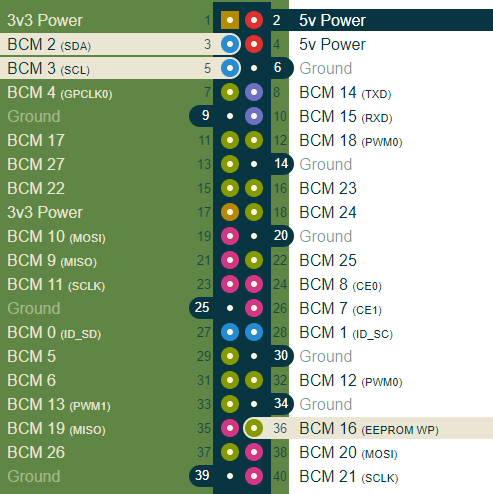 3v3 Power 1 2 5v Power
BCM 2 (SDA) 3 4 5v Power
BCM 3 (SCL) 5 6 Ground
BCM 4 (GPCLK0) 7 8 BCM 14 (TXD)
Ground 9 10 BCM 15 (RXD)
BCM 17 11 12 BCM 18 (PWM0)
BCM 27 13 14 Ground
BCM 22 15 16 BCM 23
3v3 Power 17 18 BCM 24
BCM 10 (MOSI) 19 20 Ground
BCM 9 (MISO) 21 22 BCM 25
BCM 11 (SCLK) 23 24 BCM 8 (CE0)
Ground 25 26 BCM 7 (CE1)
BCM 0 (ID_SD) 27 28 BCM 1 (ID_SC)
BCM 5 29 30 Ground
BCM 6 31 32 BCM 12 (PWM0)
BCM 13 (PWM1) 33 34 Ground
BCM 19 (MISO) 35 36 BCM 16 (EEPROM WP)
BCM 26 37 38 BCM 20 (MOSI)
Ground 39 40 BCM 21 (SCLK)